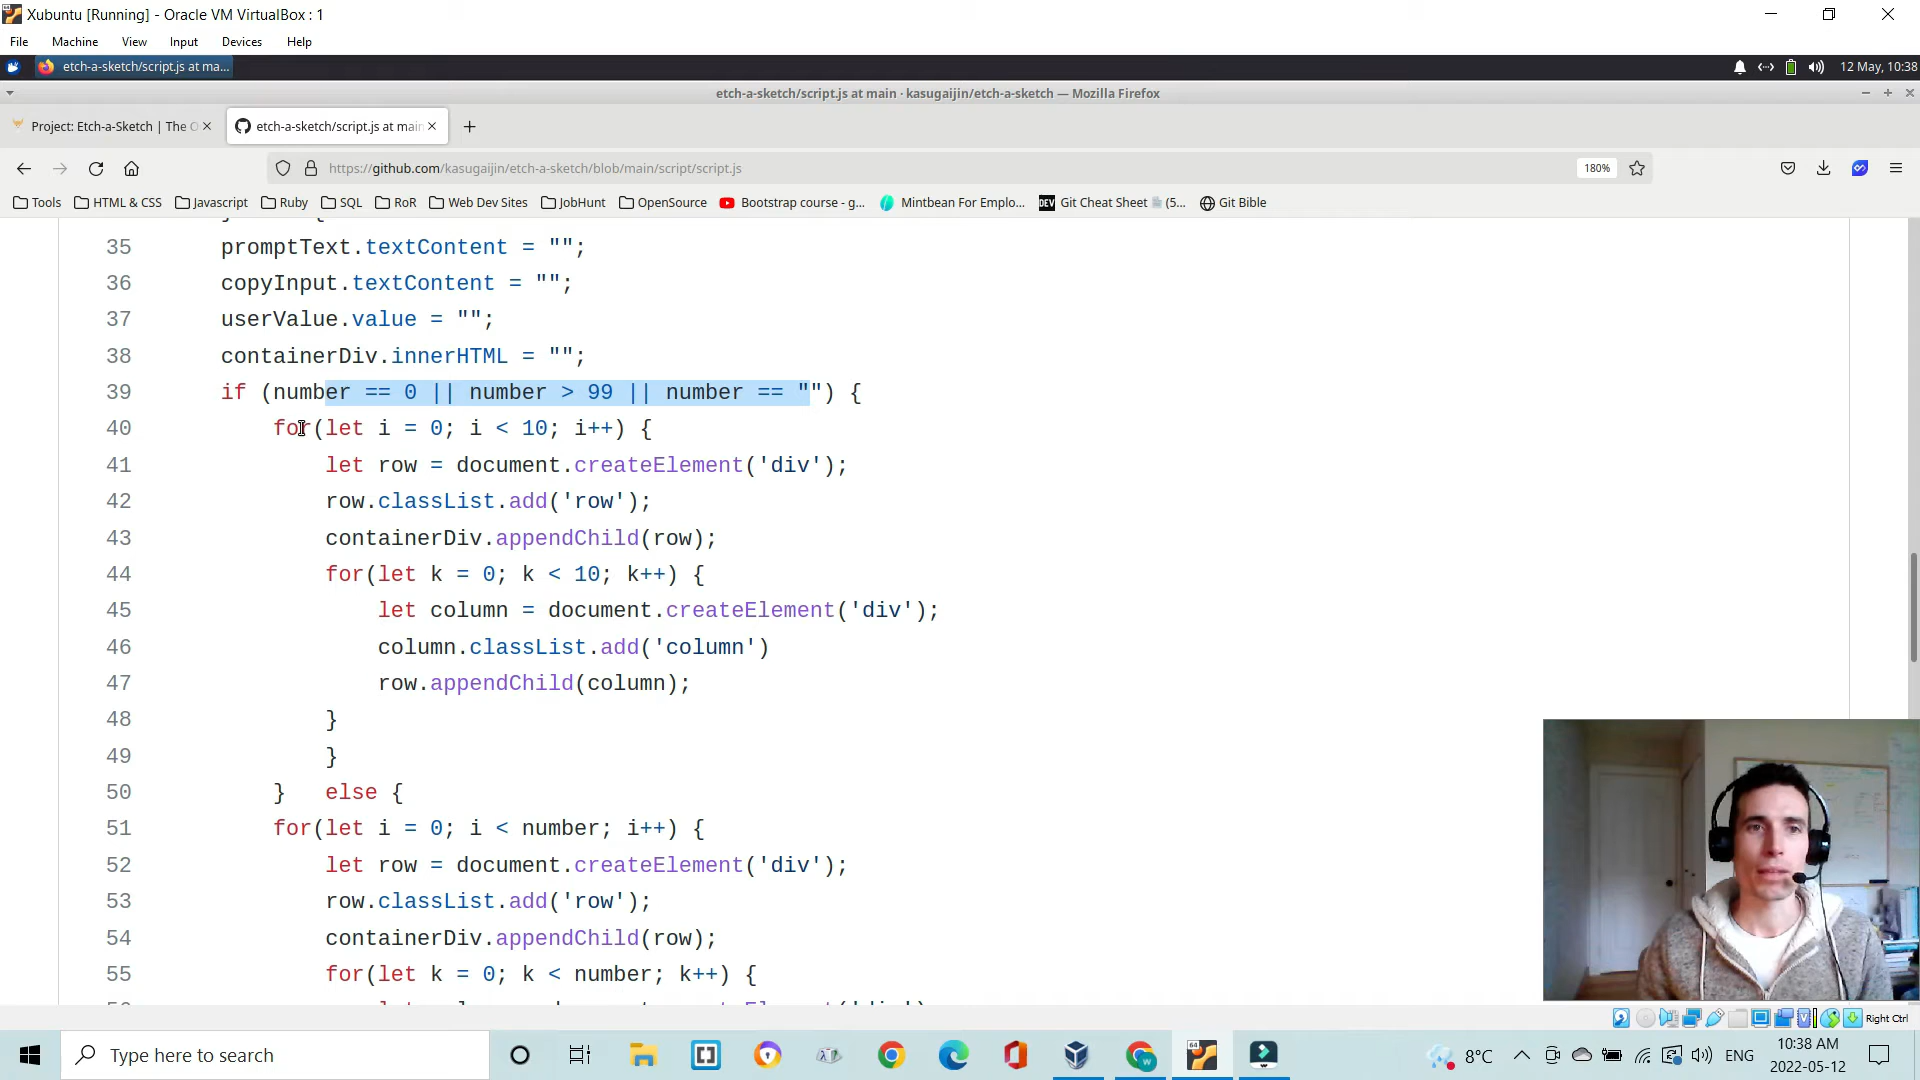 Xubuntu [Running] - Oracle VM VirtualBox : 1
File Machine View Input Devices Help
etch-a-sketch/script.js at ma...
12 May, 10:38
etch-a-sketch/script.js at main · kasugaijin/etch-a-sketch — Mozilla Firefox
Project: Etch-a-Sketch | The O
etch-a-sketch/script.js at main
https://github.com/kasugaijin/etch-a-sketch/blob/main/script/script.js
180%
Tools HTML & CSS Javascript Ruby SQL RoR Web Dev Sites JobHunt OpenSource Bootstrap course - g... Mintbean For Emplo... DEV Git Cheat Sheet (5... Git Bible
35 promptText.textContent = "";
36 copyInput.textContent = "";
37 userValue.value = "";
38 containerDiv.innerHTML = "";
39 if (number == 0 || number > 99 || number == "") {
40 for(let i = 0; i < 10; i++) {
41 let row = document.createElement('div');
42 row.classList.add('row');
43 containerDiv.appendChild(row);
44 for(let k = 0; k < 10; k++) {
45 let column = document.createElement('div');
46 column.classList.add('column')
47 row.appendChild(column);
48 }
49 }
50 } else {
51 for(let i = 0; i < number; i++) {
52 let row = document.createElement('div');
53 row.classList.add('row');
54 containerDiv.appendChild(row);
55 for(let k = 0; k < number; k++) {
Right Ctrl
Type here to search
64
8°C
ENG
10:38 AM
2022-05-12